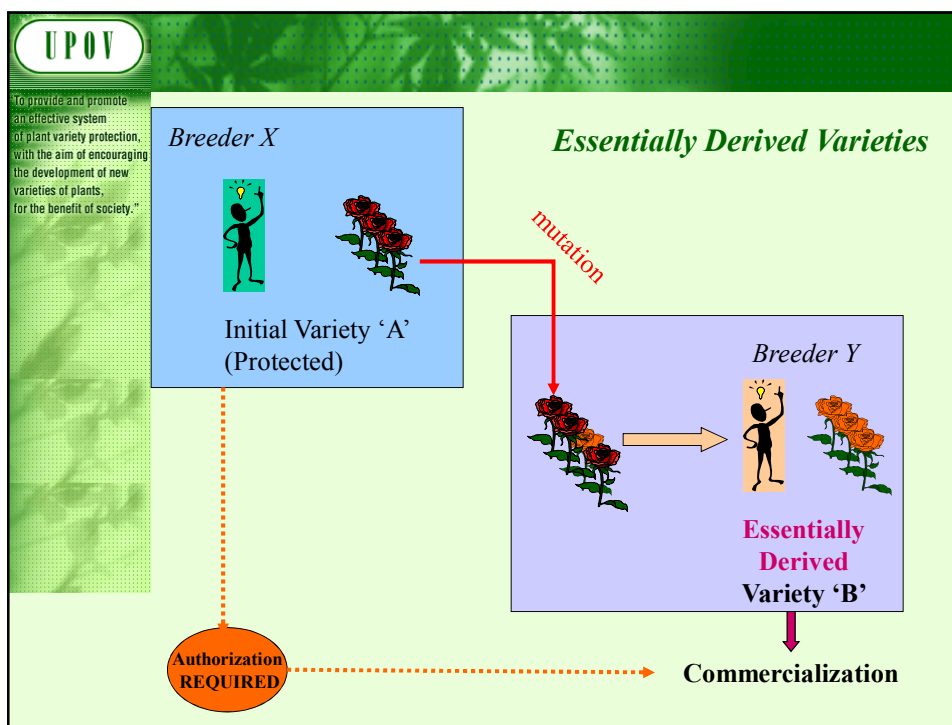 UPOV
To provide and promote
an effective system
of plant variety protection,
with the aim of encouraging
the development of new
varieties of plants,
for the benefit of society.”
Essentially Derived Varieties
Breeder X
Initial Variety ‘A’
(Protected)
mutation
Breeder Y
Essentially
Derived
Variety ‘B’
Authorization
REQUIRED
Commercialization